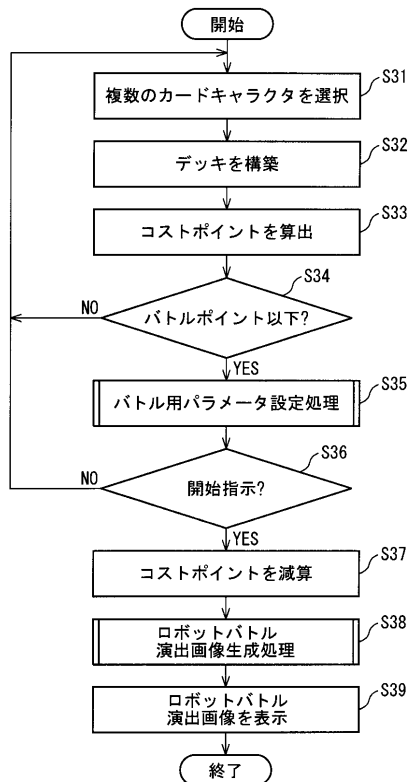 開始
複数のカードキャラクタを選択
S31
デッキを構築
S32
コストポイントを算出
S33
バトルポイント以下?
S34
NO
YES
バトル用パラメータ設定処理
S35
開始指示?
S36
NO
YES
コストポイントを減算
S37
ロボットバトル
演出画像生成処理
S38
ロボットバトル
演出画像を表示
S39
終了